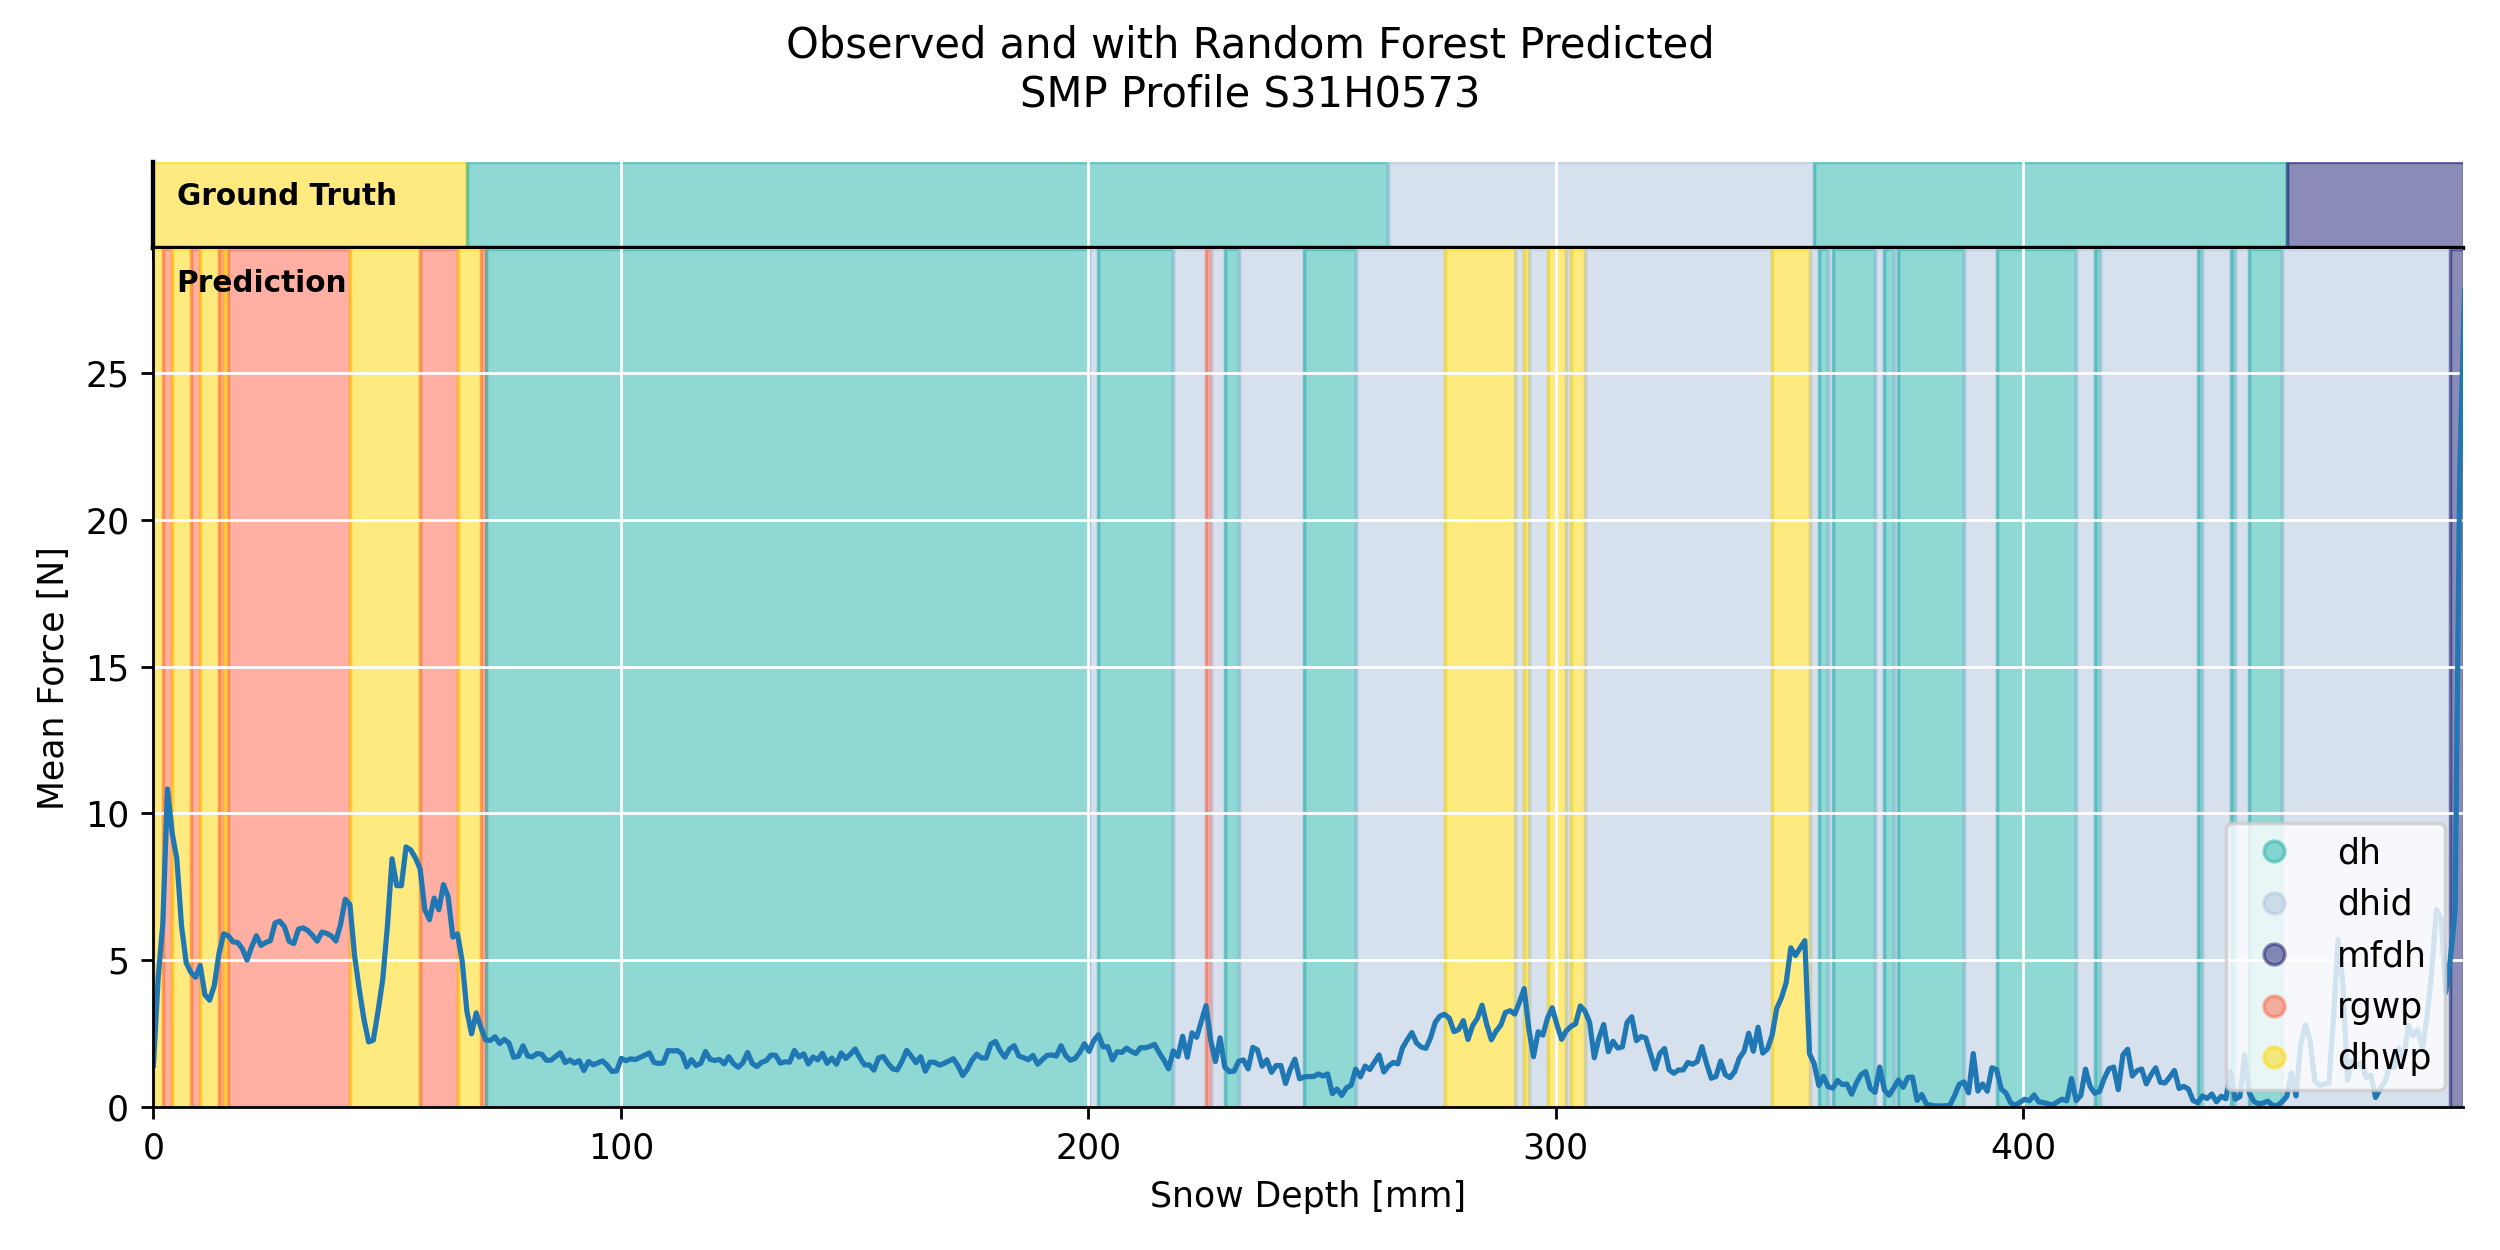 Observed and with Random Forest Predicted
SMP Profile S31H0573
Ground Truth
Prediction
25
20
15
10
5
0
Mean Force [N]
0 100 200 300 400
Snow Depth [mm]
dh
dhid
mfdh
rgwp
dhwp